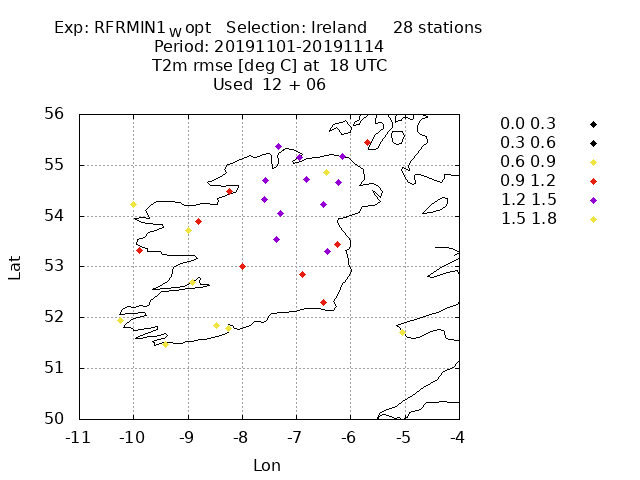 Exp: RFRMIN1_W opt Selection: Ireland 28 stations
Period: 20191101-20191114
T2m rmse [deg C] at 18 UTC
Used 12 + 06
56
55
54
53
52
51
50
-11 -10 -9 -8 -7 -6 -5 -4
Lat
Lon
0.0 0.3
0.3 0.6
0.6 0.9
0.9 1.2
1.2 1.5
1.5 1.8